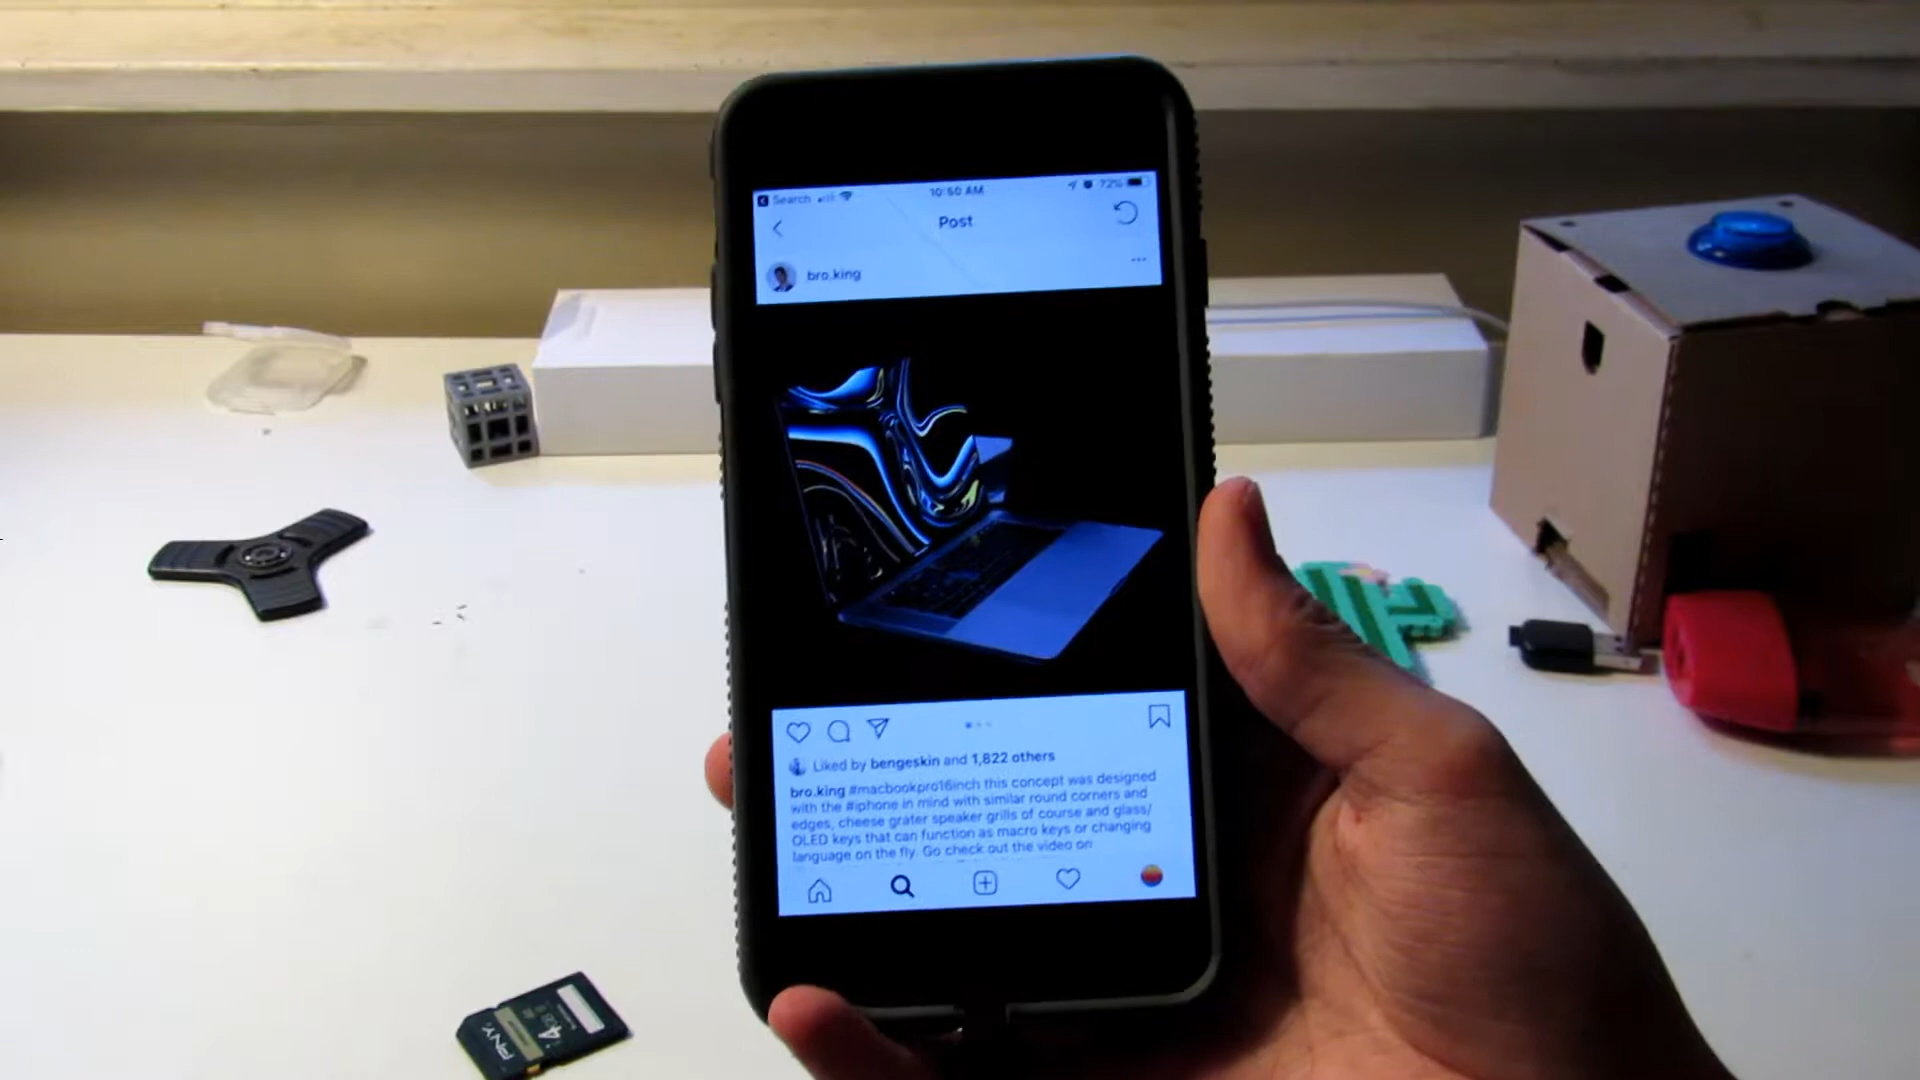 Search 10:50 AM 72%
Post
bro.king
Liked by bengeskin and 1,822 others
bro.king #macbookpro16inch this concept was designed
with the #iphone in mind with similar round corners and
edges, cheese grater speaker grills of course and glass/
OLED keys that can function as macro keys or changing
language on the fly. Go check out the video on
PNY
4GB